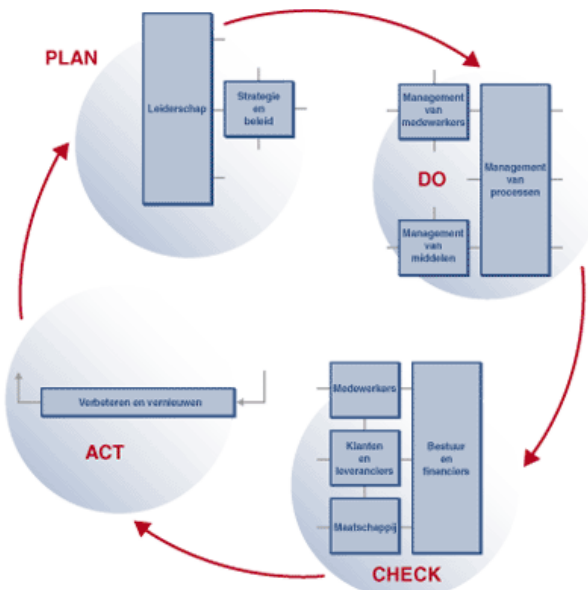 PLAN
Leiderschap
Strategie
en
beleid
Management
van
medewerkers
DO
Management
van
processen
Management
van
middelen
Medewerkers
Klanten
en
leveranciers
Maatschappij
Bestuur
en
financiers
CHECK
Verbeteren en vernieuwen
ACT